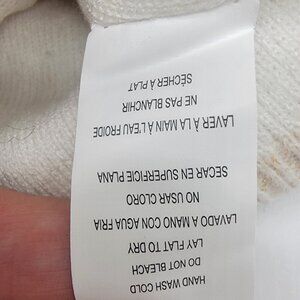 HAND WASH COLD
DO NOT BLEACH
LAY FLAT TO DRY
LAVADO A MANO CON AGUA FRIA
NO USAR CLORO
SECAR EN SUPERFICIE PLANA
LAVER À LA MAIN À L'EAU FROIDE
NE PAS BLANCHIR
SÉCHER À PLAT